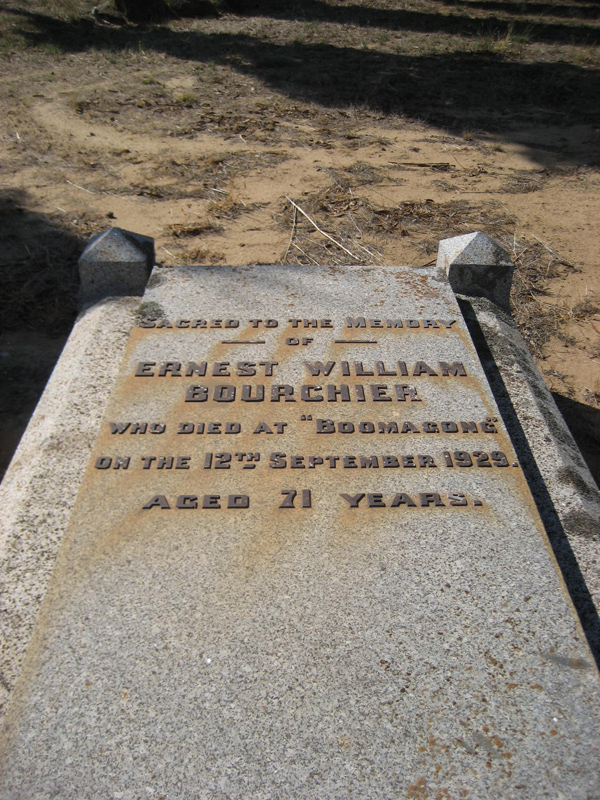 SACRED TO THE MEMORY
— OF —
ERNEST WILLIAM
BOURCHIER
WHO DIED AT "BOOMAGONG"
ON THE 12TH SEPTEMBER 1929.
AGED 71 YEARS.